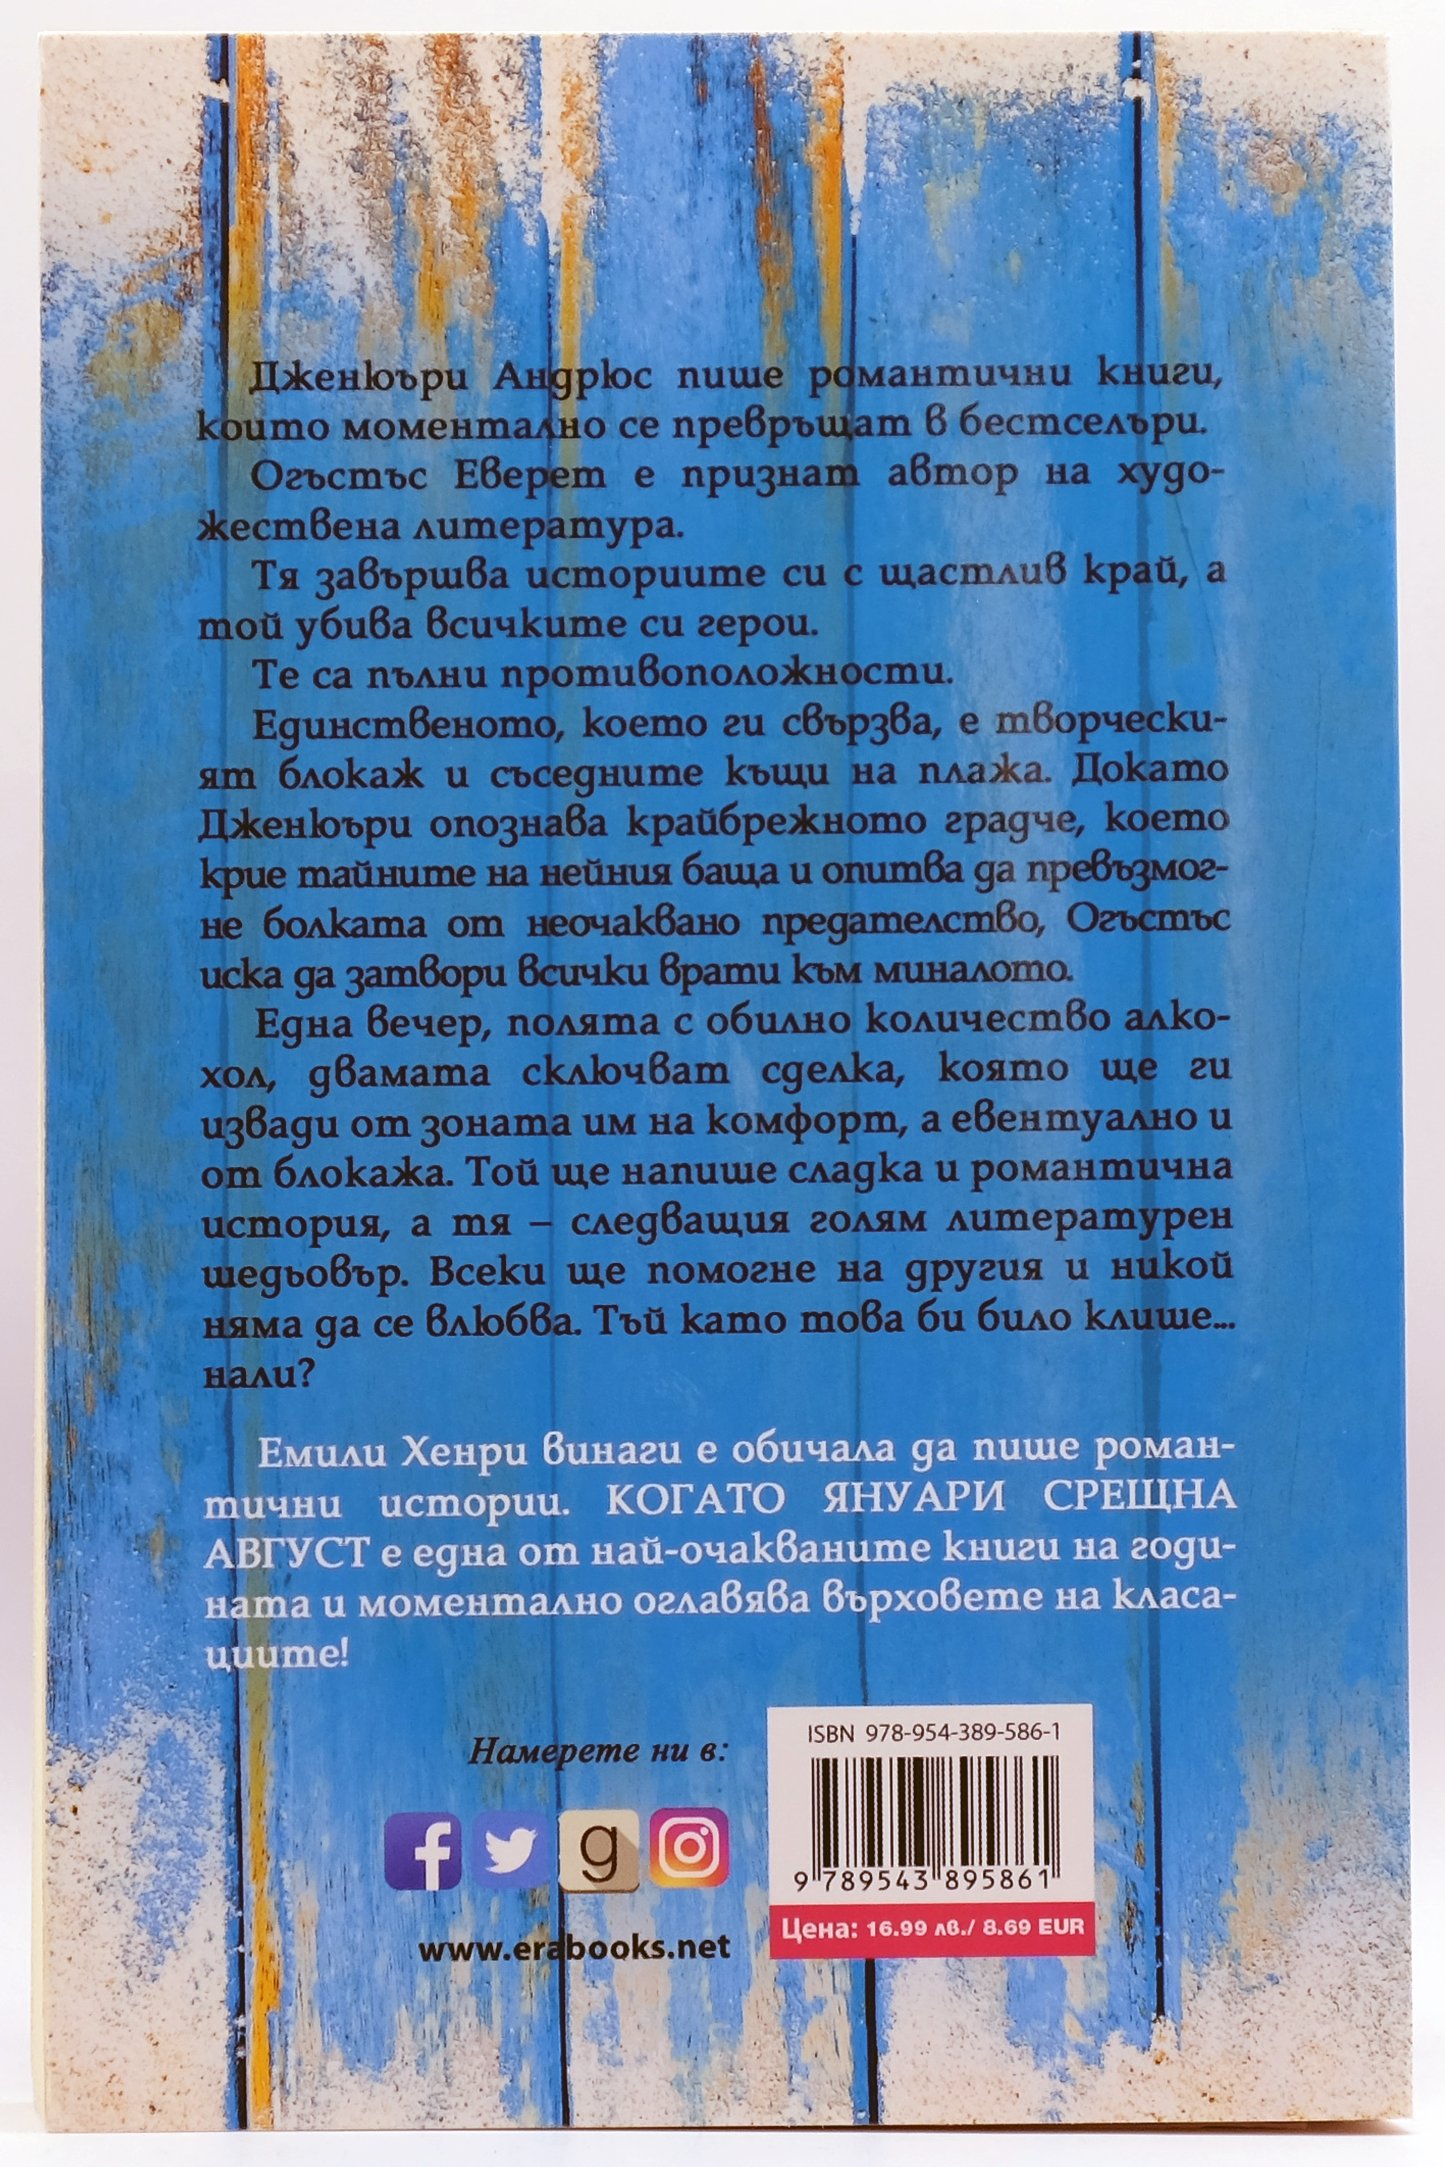 Дженюъри Андрюс пише романтични книги,
които моментално се превръщат в бестселъри.
Огъстъс Еверет е признат автор на худо-
жествена литература.
Тя завършва историите си с щастлив край, а
той убива всичките си герои.
Те са пълни противоположности.
Единственото, което ги свързва, е творчески-
ят блокаж и съседните къщи на плажа. Докато
Дженюъри опознава крайбрежното градче, което
крие тайните на нейния баща и опитва да превъзмог-
не болката от неочаквано предателство, Огъстъс
иска да затвори всички врати към миналото.
Една вечер, полята с обилно количество алко-
хол, двамата сключват сделка, която ще ги
извади от зоната им на комфорт, а евентуално и
от блокажа. Той ще напише сладка и романтична
история, а тя – следващия голям литературен
шедьовър. Всеки ще помогне на другия и никой
няма да се влюбва. Тъй като това би било клише...
нали?
Емили Хенри винаги е обичала да пише роман-
тични истории. КОГАТО ЯНУАРИ СРЕЩНА
АВГУСТ е една от най-очакваните книги на годи-
ната и моментално оглавява върховете на класа-
циите!
Намерете ни в:
f g
www.erabooks.net
ISBN 978-954-389-586-1
9 789543 895861
Цена: 16.99 лв./ 8.69 EUR